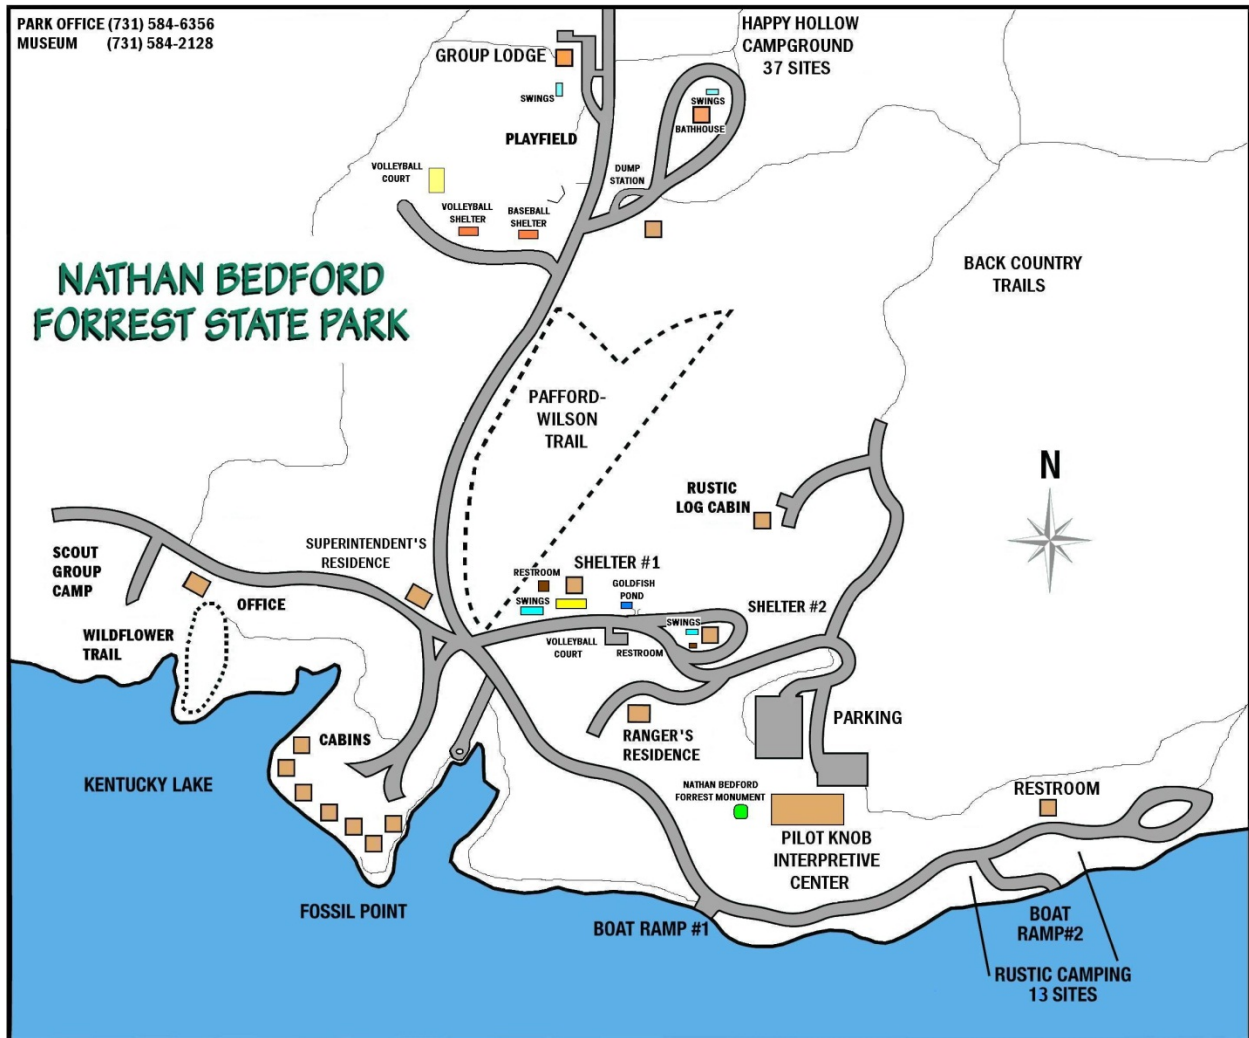 PARK OFFICE (731) 584-6356
MUSEUM (731) 584-2128
HAPPY HOLLOW
CAMPGROUND
37 SITES
GROUP LODGE
SWINGS
SWINGS
BATHHOUSE
PLAYFIELD
VOLLEYBALL
COURT
DUMP
STATION
VOLLEYBALL
SHELTER
BASEBALL
SHELTER
NATHAN BEDFORD
FORREST STATE PARK
BACK COUNTRY
TRAILS
PAFFORD-
WILSON
TRAIL
N
RUSTIC
LOG CABIN
SCOUT
GROUP
CAMP
SUPERINTENDENT'S
RESIDENCE
OFFICE
WILDFLOWER
TRAIL
RESTROOM
SHELTER #1
SWINGS
GOLDFISH
POND
SHELTER #2
SWINGS
VOLLEYBALL
COURT
RESTROOM
PARKING
RANGER'S
RESIDENCE
CABINS
KENTUCKY LAKE
NATHAN BEDFORD
FORREST MONUMENT
RESTROOM
PILOT KNOB
INTERPRETIVE
CENTER
FOSSIL POINT
BOAT RAMP #1
BOAT
RAMP#2
RUSTIC CAMPING
13 SITES